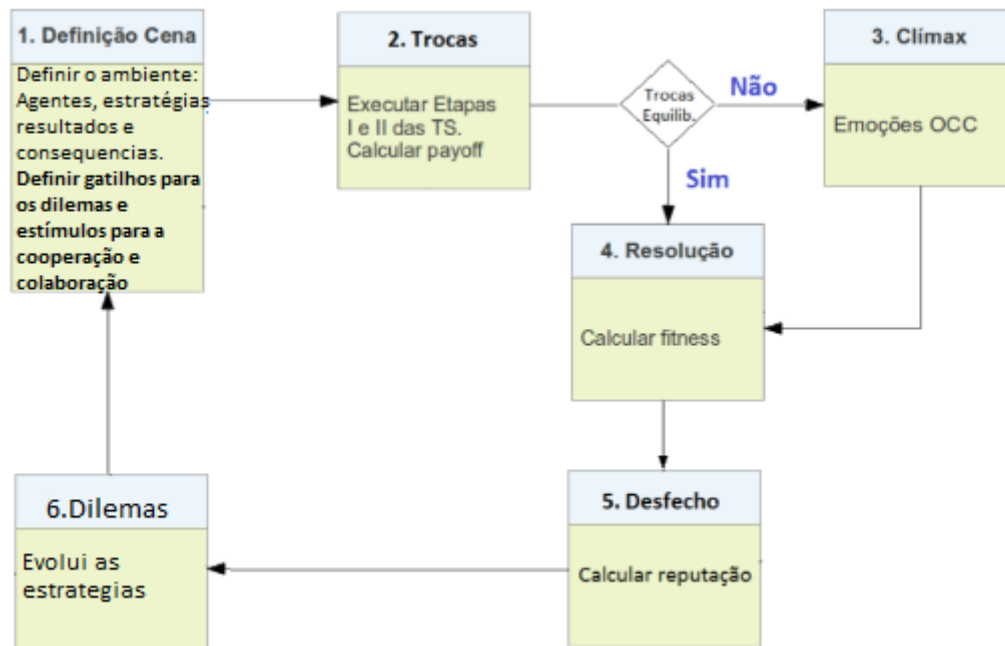 1. Definição Cena
Definir o ambiente:
Agentes, estratégias
resultados e
consequencias.
Definir gatilhos para
os dilemas e
estímulos para a
cooperação e
colaboração
2. Trocas
Executar Etapas
I e II das TS.
Calcular payoff
Trocas
Equilib.
Não
Sim
3. Clímax
Emoções OCC
4. Resolução
Calcular fitness
5. Desfecho
Calcular reputação
6.Dilemas
Evolui as
estrategias